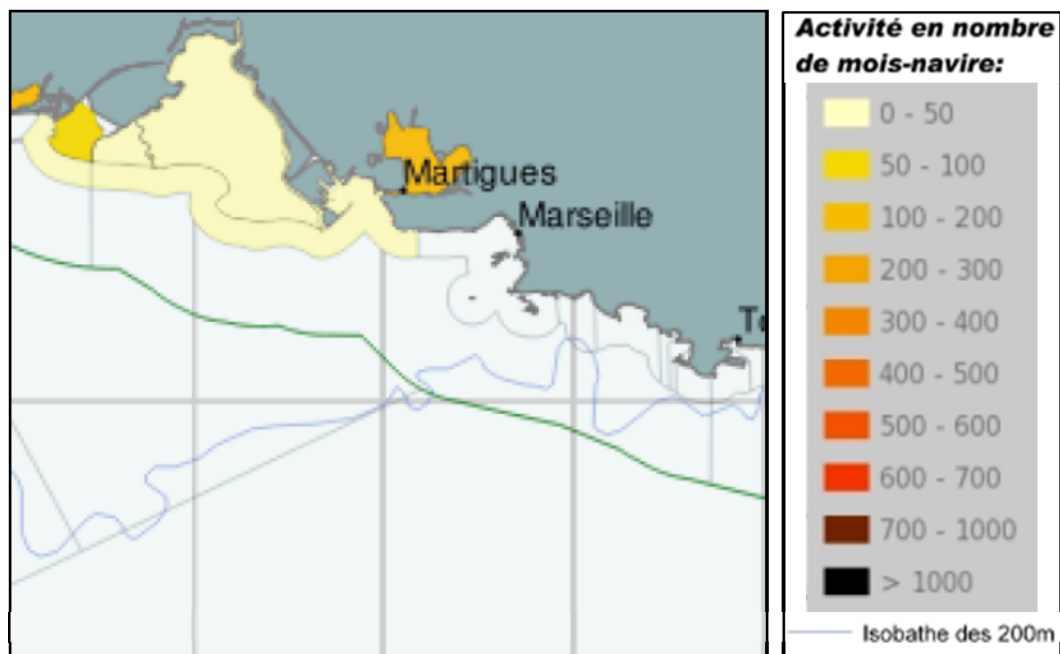 Martigues
Marseille
To
Activité en nombre
de mois-navire:
0 - 50
50 - 100
100 - 200
200 - 300
300 - 400
400 - 500
500 - 600
600 - 700
700 - 1000
> 1000
Isobathe des 200m